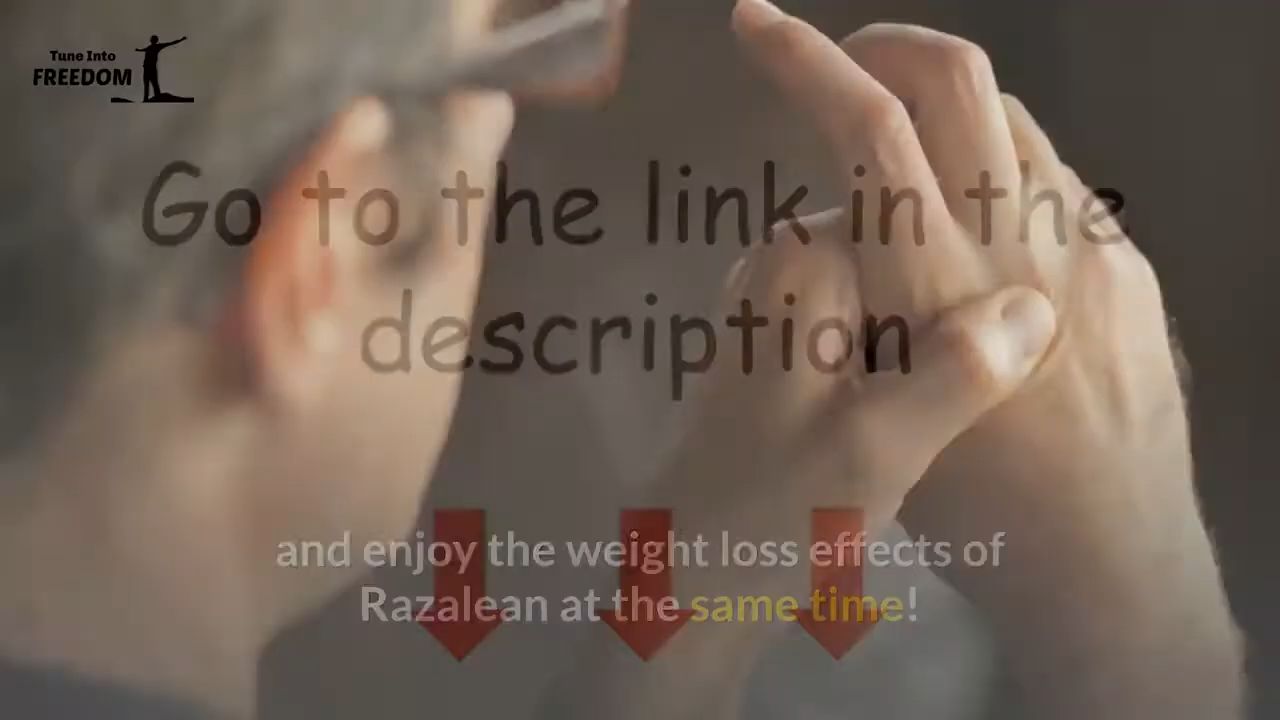 Tune Into
FREEDOM
Go to the link in the
description
and enjoy the weight loss effects of
Razalean at the same time!